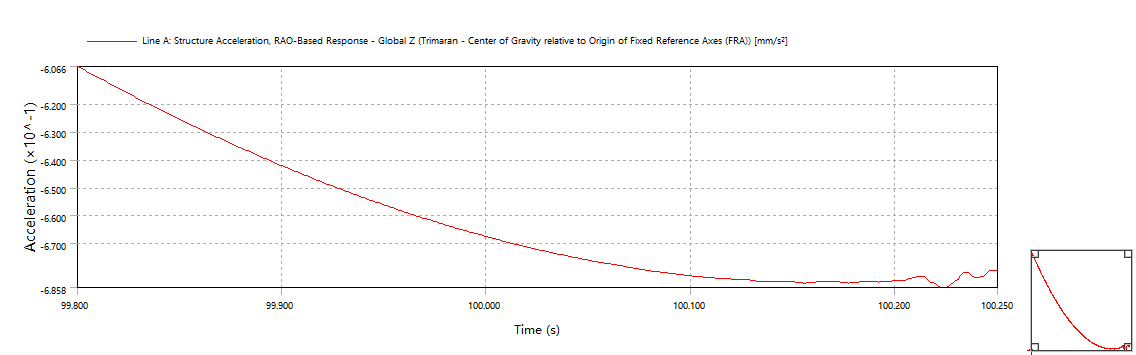 Line A: Structure Acceleration, RAO-Based Response - Global Z (Trimaran - Center of Gravity relative to Origin of Fixed Reference Axes (FRA)) [mm/s²]
Acceleration (×10^-1)
-6.066
-6.200
-6.300
-6.400
-6.500
-6.600
-6.700
-6.858
99.800 99.900 100.000 100.100 100.200 100.250
Time (s)